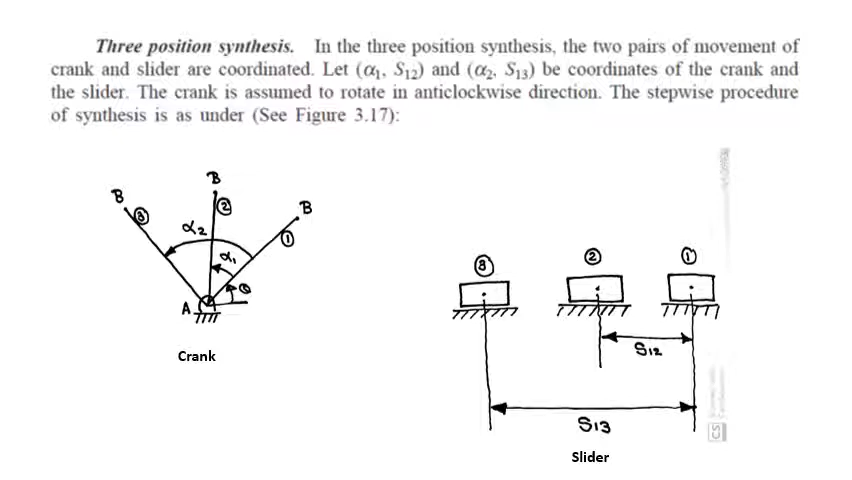 Three position synthesis. In the three position synthesis, the two pairs of movement of
crank and slider are coordinated. Let (α₁, S₁₂) and (α₂, S₁₃) be coordinates of the crank and
the slider. The crank is assumed to rotate in anticlockwise direction. The stepwise procedure
of synthesis is as under (See Figure 3.17):
B
B
B
③
②
①
α₂
α₁
θ
A
Crank
③
②
①
S₁₂
S₁₃
Slider
CS